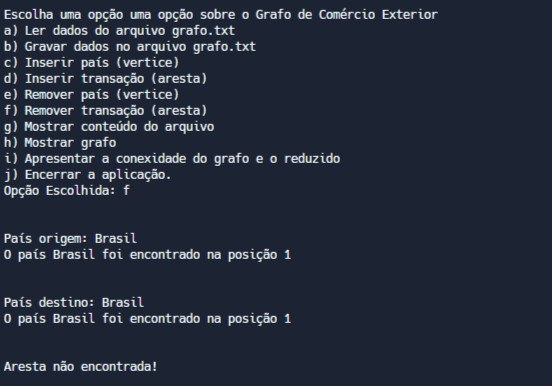 Escolha uma opção uma opção sobre o Grafo de Comércio Exterior
a) Ler dados do arquivo grafo.txt
b) Gravar dados no arquivo grafo.txt
c) Inserir país (vertice)
d) Inserir transação (aresta)
e) Remover país (vertice)
f) Remover transação (aresta)
g) Mostrar conteúdo do arquivo
h) Mostrar grafo
i) Apresentar a conexidade do grafo e o reduzido
j) Encerrar a aplicação.
Opção Escolhida: f
País origem: Brasil
O país Brasil foi encontrado na posição 1
País destino: Brasil
O país Brasil foi encontrado na posição 1
Aresta não encontrada!